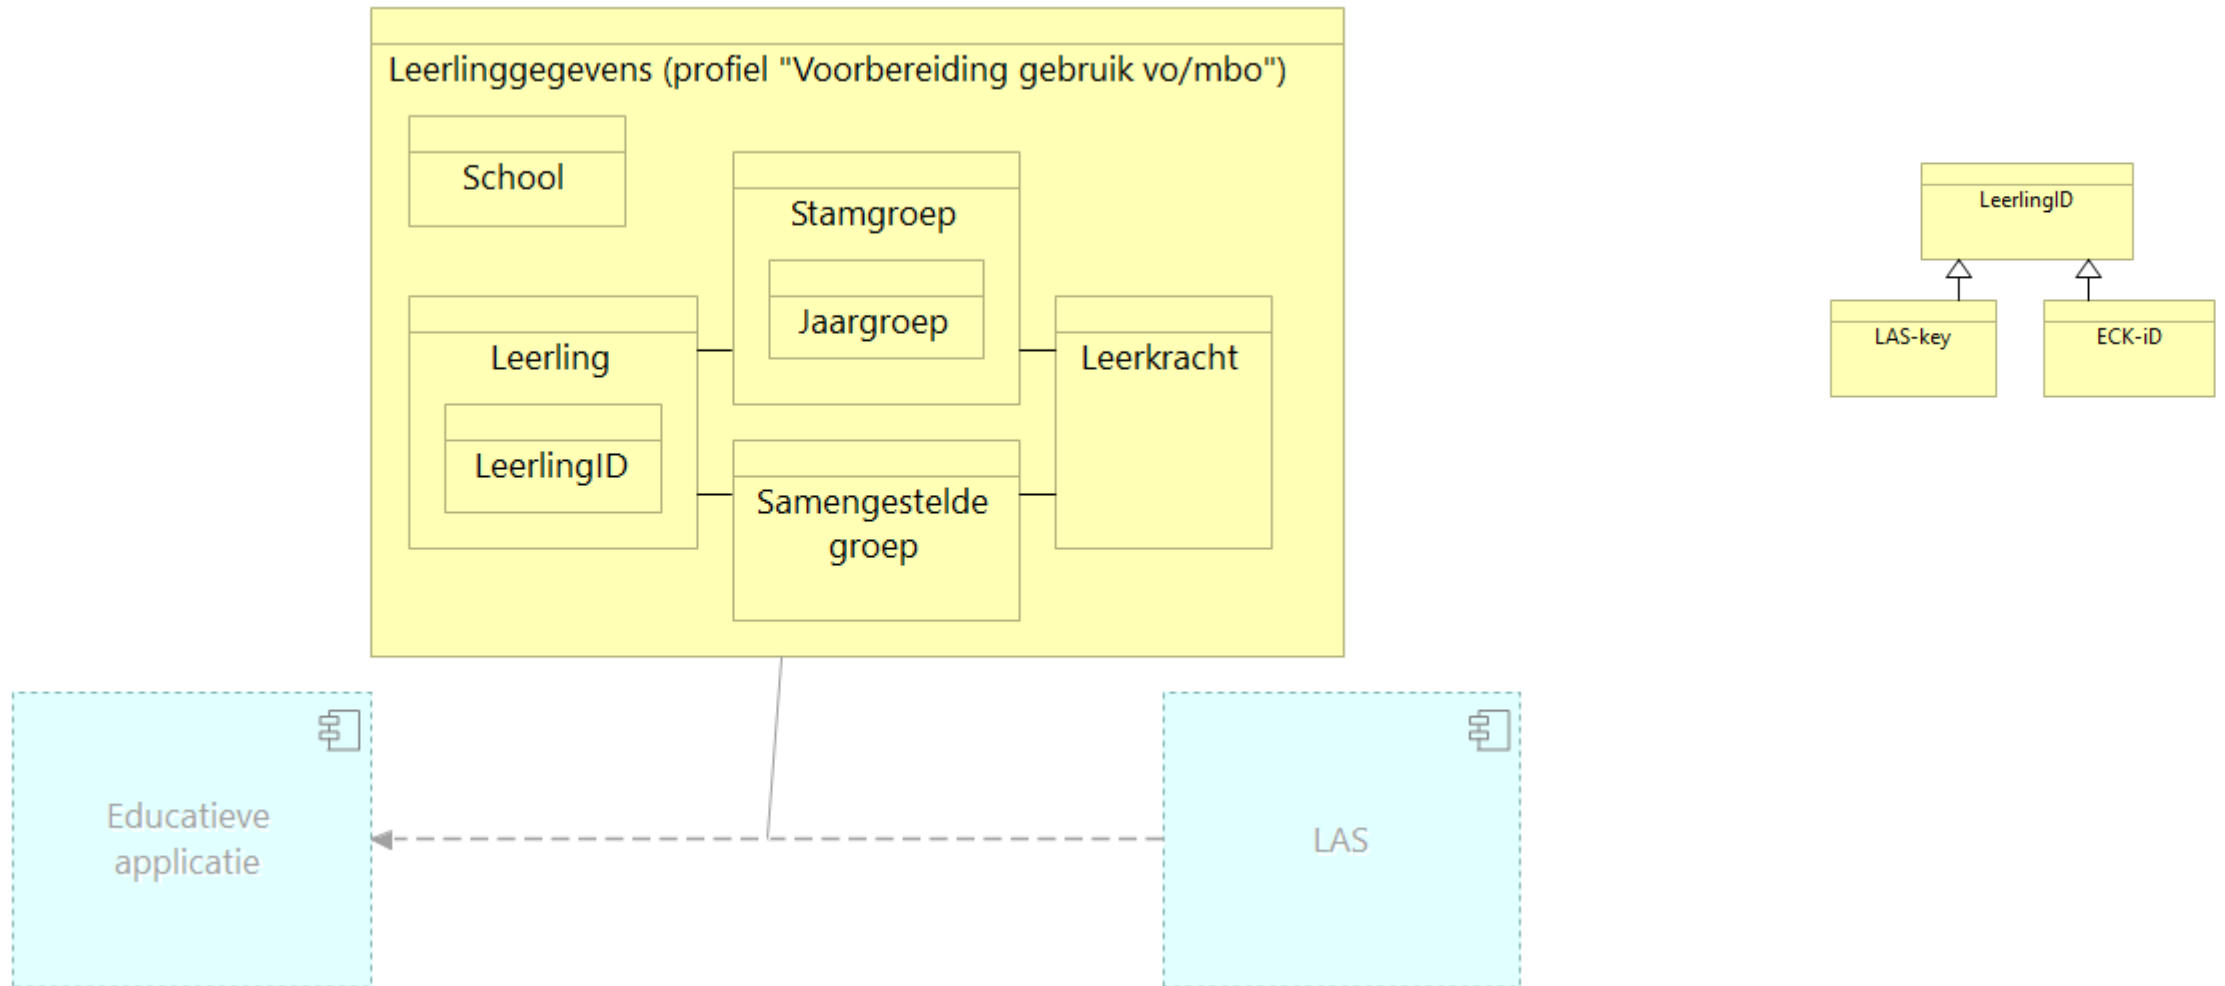 Leerlinggegevens (profiel "Voorbereiding gebruik vo/mbo")
School
Stamgroep
Jaargroep
Leerling
LeerlingID
Samengestelde
groep
Leerkracht
LeerlingID
LAS-key
ECK-iD
Educatieve
applicatie
LAS